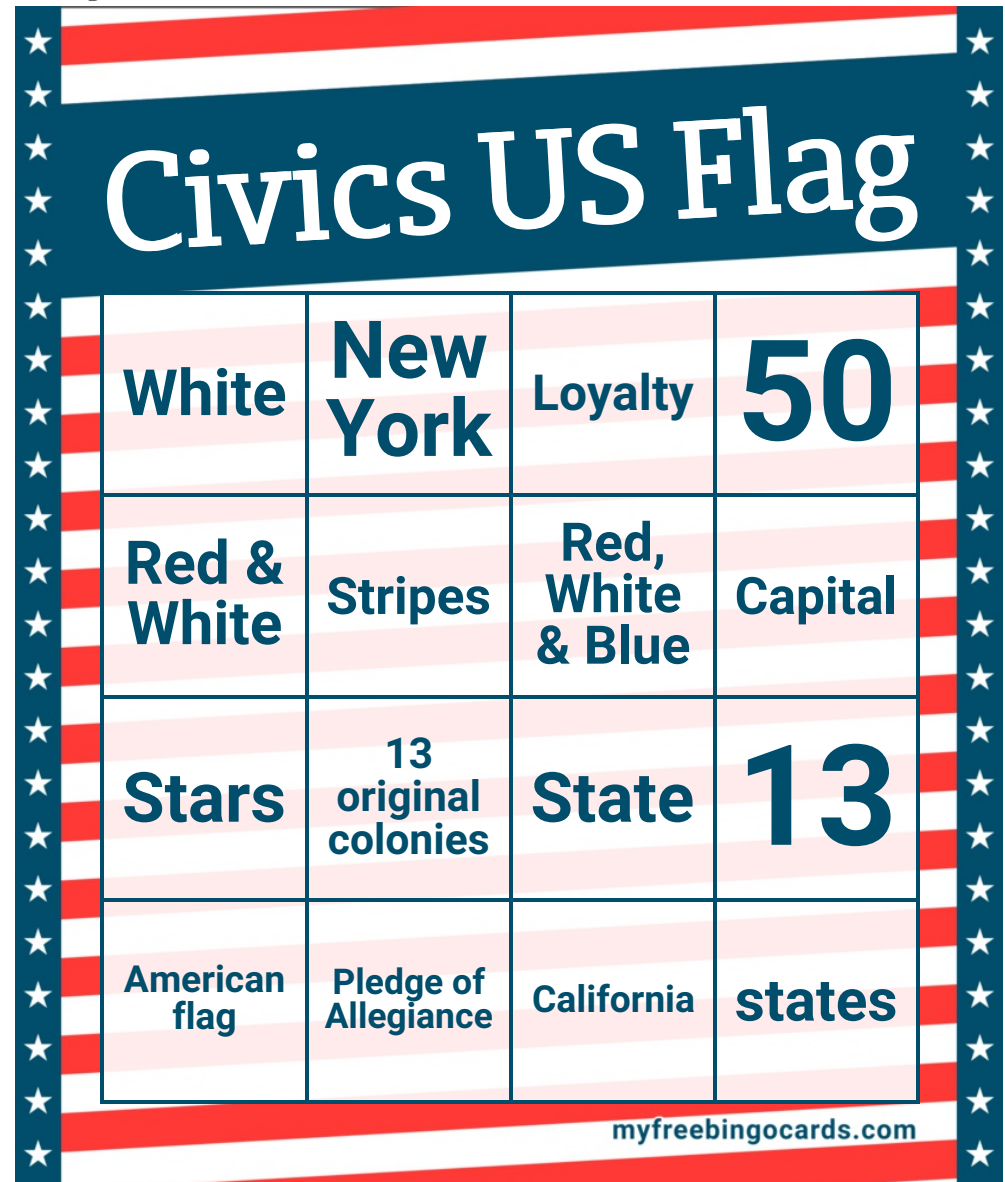 Civics US Flag
White
New
York
Loyalty
50
Red &
White
Stripes
Red,
White
& Blue
Capital
Stars
13
original
colonies
State
13
American
flag
Pledge of
Allegiance
California
states
myfreebingocards.com